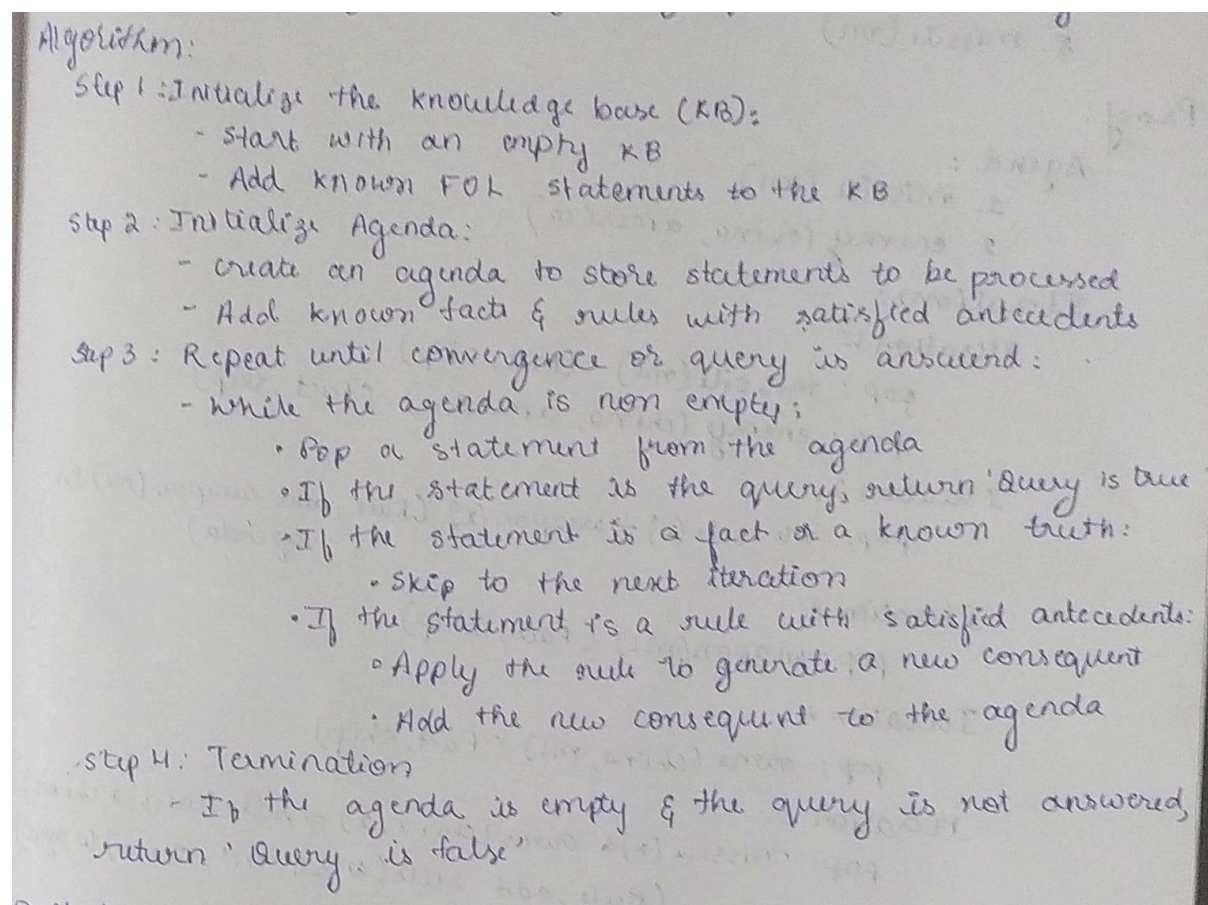 Algorithm:
Step 1 : Initialize the knowledge base (KB):
- Start with an empty KB
- Add known FOL statements to the KB
Step 2 : Initialize Agenda:
- create an agenda to store statements to be processed
- Add known facts & rules with satisfied antecedents
Step 3 : Repeat until convergence or query is answerd :
- While the agenda is non empty:
• Pop a statement from the agenda
• If the statement is the query, return 'Query is true
• If the statement is a fact or a known truth:
• Skip to the next iteration
• If the statement is a rule with satisfied antecedents:
• Apply the rule to generate a new consequent
• Add the new consequent to the agenda
Step 4 : Termination
- If the agenda is empty & the query is not answered,
return 'Query is false'